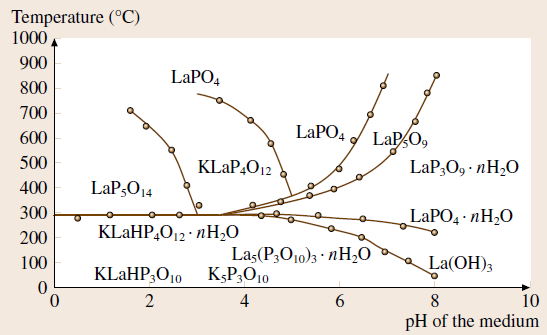 Temperature (°C)
1000
900
800
700
600
500
400
300
200
100
0
LaPO₄
LaPO₄
LaP₅O₉
KLaP₄O₁₂
LaP₃O₉ · nH₂O
LaP₅O₁₄
LaPO₄ · nH₂O
KLaHP₄O₁₂ · nH₂O
La₅(P₃O₁₀)₃ · nH₂O
La(OH)₃
KLaHP₃O₁₀
K₅P₃O₁₀
0 2 4 6 8 10
pH of the medium